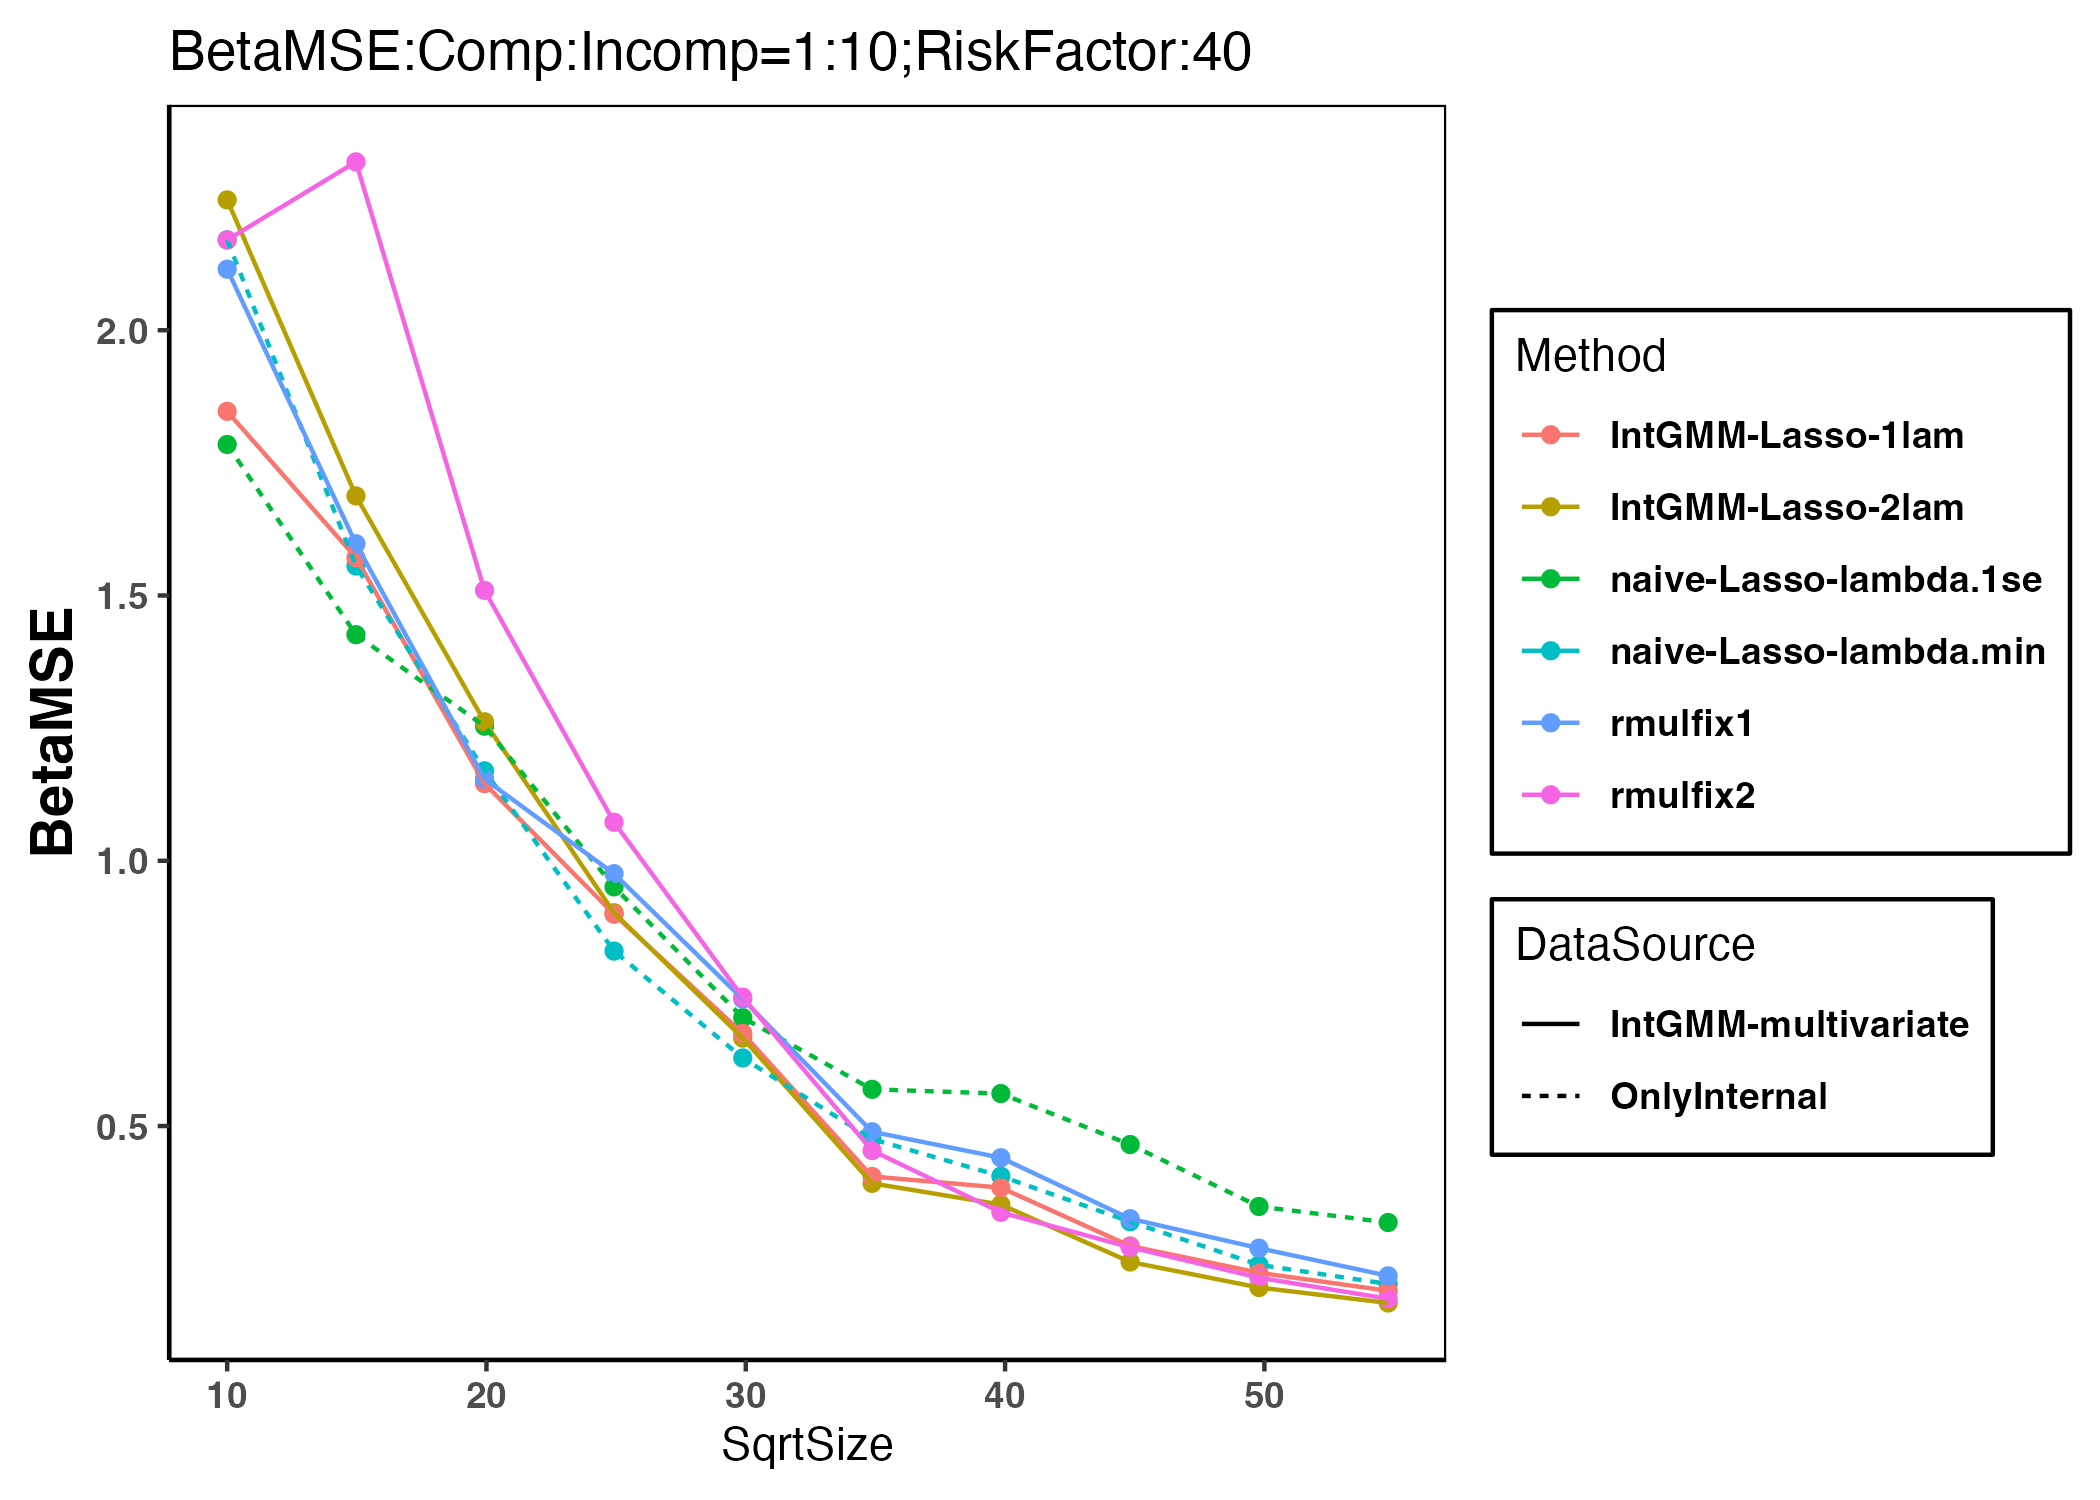 BetaMSE:Comp:Incomp=1:10;RiskFactor:40
BetaMSE
2.0
1.5
1.0
0.5
10 20 30 40 50
SqrtSize
Method
IntGMM-Lasso-1lam
IntGMM-Lasso-2lam
naive-Lasso-lambda.1se
naive-Lasso-lambda.min
rmulfix1
rmulfix2
DataSource
IntGMM-multivariate
OnlyInternal